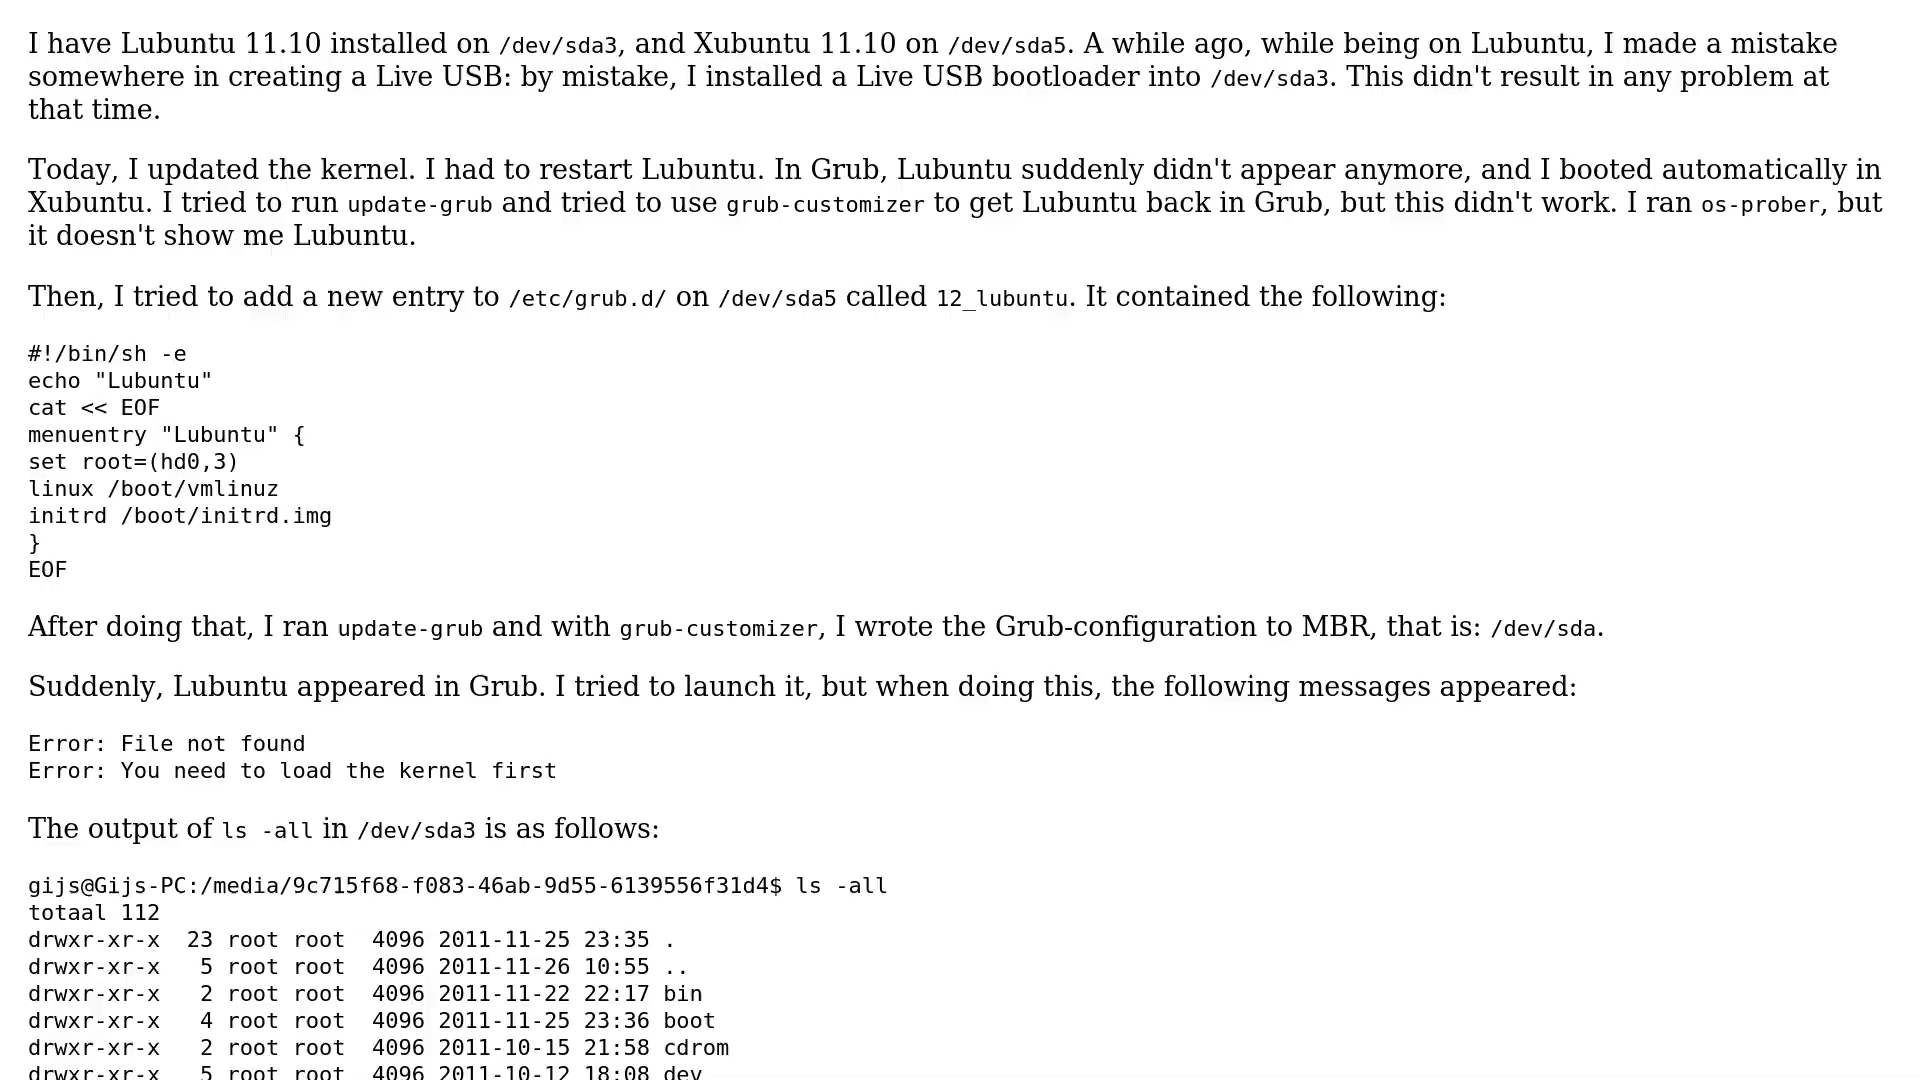 I have Lubuntu 11.10 installed on /dev/sda3, and Xubuntu 11.10 on /dev/sda5. A while ago, while being on Lubuntu, I made a mistake
somewhere in creating a Live USB: by mistake, I installed a Live USB bootloader into /dev/sda3. This didn't result in any problem at
that time.
Today, I updated the kernel. I had to restart Lubuntu. In Grub, Lubuntu suddenly didn't appear anymore, and I booted automatically in
Xubuntu. I tried to run update-grub and tried to use grub-customizer to get Lubuntu back in Grub, but this didn't work. I ran os-prober, but
it doesn't show me Lubuntu.
Then, I tried to add a new entry to /etc/grub.d/ on /dev/sda5 called 12_lubuntu. It contained the following:
#!/bin/sh -e
echo "Lubuntu"
cat << EOF
menuentry "Lubuntu" {
set root=(hd0,3)
linux /boot/vmlinuz
initrd /boot/initrd.img
}
EOF
After doing that, I ran update-grub and with grub-customizer, I wrote the Grub-configuration to MBR, that is: /dev/sda.
Suddenly, Lubuntu appeared in Grub. I tried to launch it, but when doing this, the following messages appeared:
Error: File not found
Error: You need to load the kernel first
The output of ls -all in /dev/sda3 is as follows:
gijs@Gijs-PC:/media/9c715f68-f083-46ab-9d55-6139556f31d4$ ls -all
totaal 112
drwxr-xr-x  23 root root  4096 2011-11-25 23:35 .
drwxr-xr-x   5 root root  4096 2011-11-26 10:55 ..
drwxr-xr-x   2 root root  4096 2011-11-22 22:17 bin
drwxr-xr-x   4 root root  4096 2011-11-25 23:36 boot
drwxr-xr-x   2 root root  4096 2011-10-15 21:58 cdrom
drwxr-xr-x   5 root root  4096 2011-10-12 18:08 dev